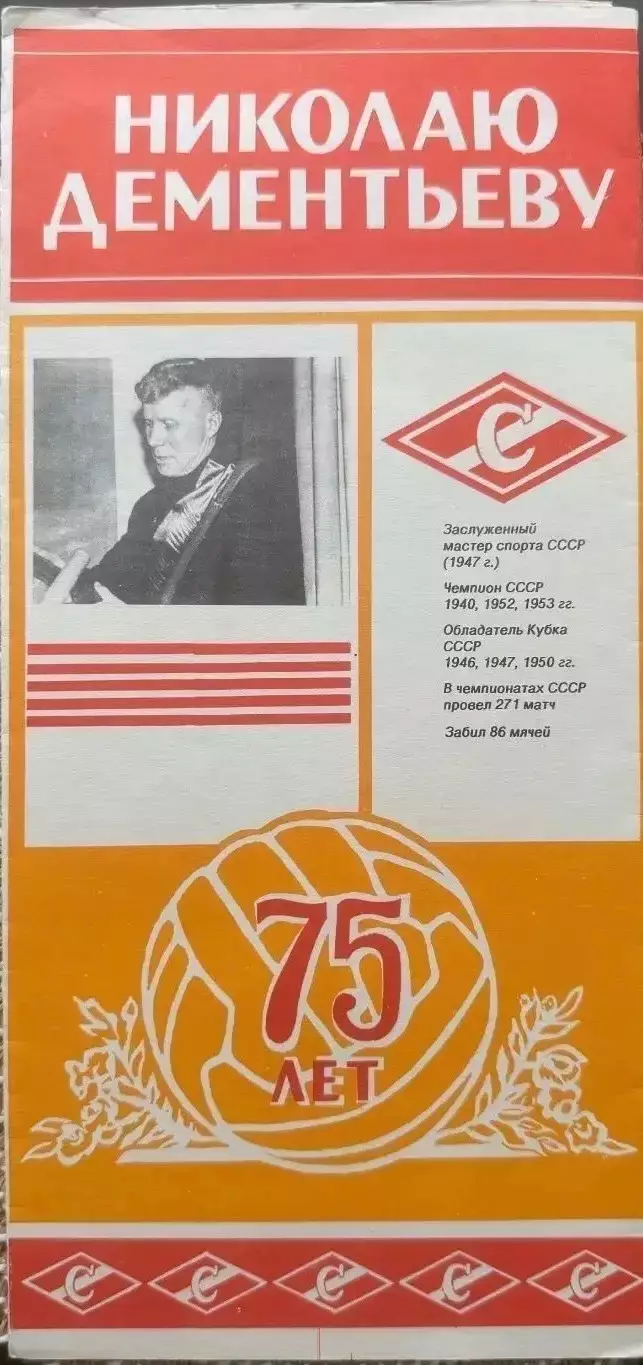 НИКОЛАЮ
ДЕМЕНТЬЕВУ
С
Заслуженный
мастер спорта СССР
(1947 г.)
Чемпион СССР
1940, 1952, 1953 гг.
Обладатель Кубка
СССР
1946, 1947, 1950 гг.
В чемпионатах СССР
провел 271 матч
Забил 86 мячей
75
ЛЕТ
С С С С С